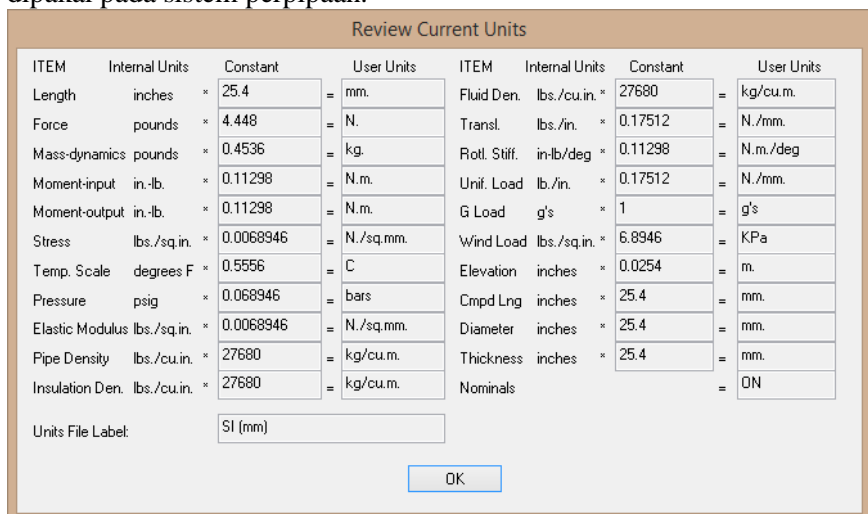 dipakai pada sistem perpipaan.
Review Current Units
ITEM Internal Units Constant User Units ITEM Internal Units Constant User Units
Length inches * 25.4 = mm. Fluid Den. lbs./cu.in. * 27680 = kg/cu.m.
Force pounds * 4.448 = N. Transl. lbs./in. * 0.17512 = N./mm.
Mass-dynamics pounds * 0.4536 = kg. Rotl. Stiff. in-lb/deg * 0.11298 = N.m./deg
Moment-input in.-lb. * 0.11298 = N.m. Unif. Load lb./in. * 0.17512 = N./mm.
Moment-output in.-lb. * 0.11298 = N.m. G Load g's * 1 = g's
Stress lbs./sq.in. * 0.0068946 = N./sq.mm. Wind Load lbs./sq.in. * 6.8946 = KPa
Temp. Scale degrees F * 0.5556 = C Elevation inches * 0.0254 = m.
Pressure psig * 0.068946 = bars Cmpd Lng inches * 25.4 = mm.
Elastic Modulus lbs./sq.in. * 0.0068946 = N./sq.mm. Diameter inches * 25.4 = mm.
Pipe Density lbs./cu.in. * 27680 = kg/cu.m. Thickness inches * 25.4 = mm.
Insulation Den. lbs./cu.in. * 27680 = kg/cu.m. Nominals = ON
Units File Label: SI (mm)
OK